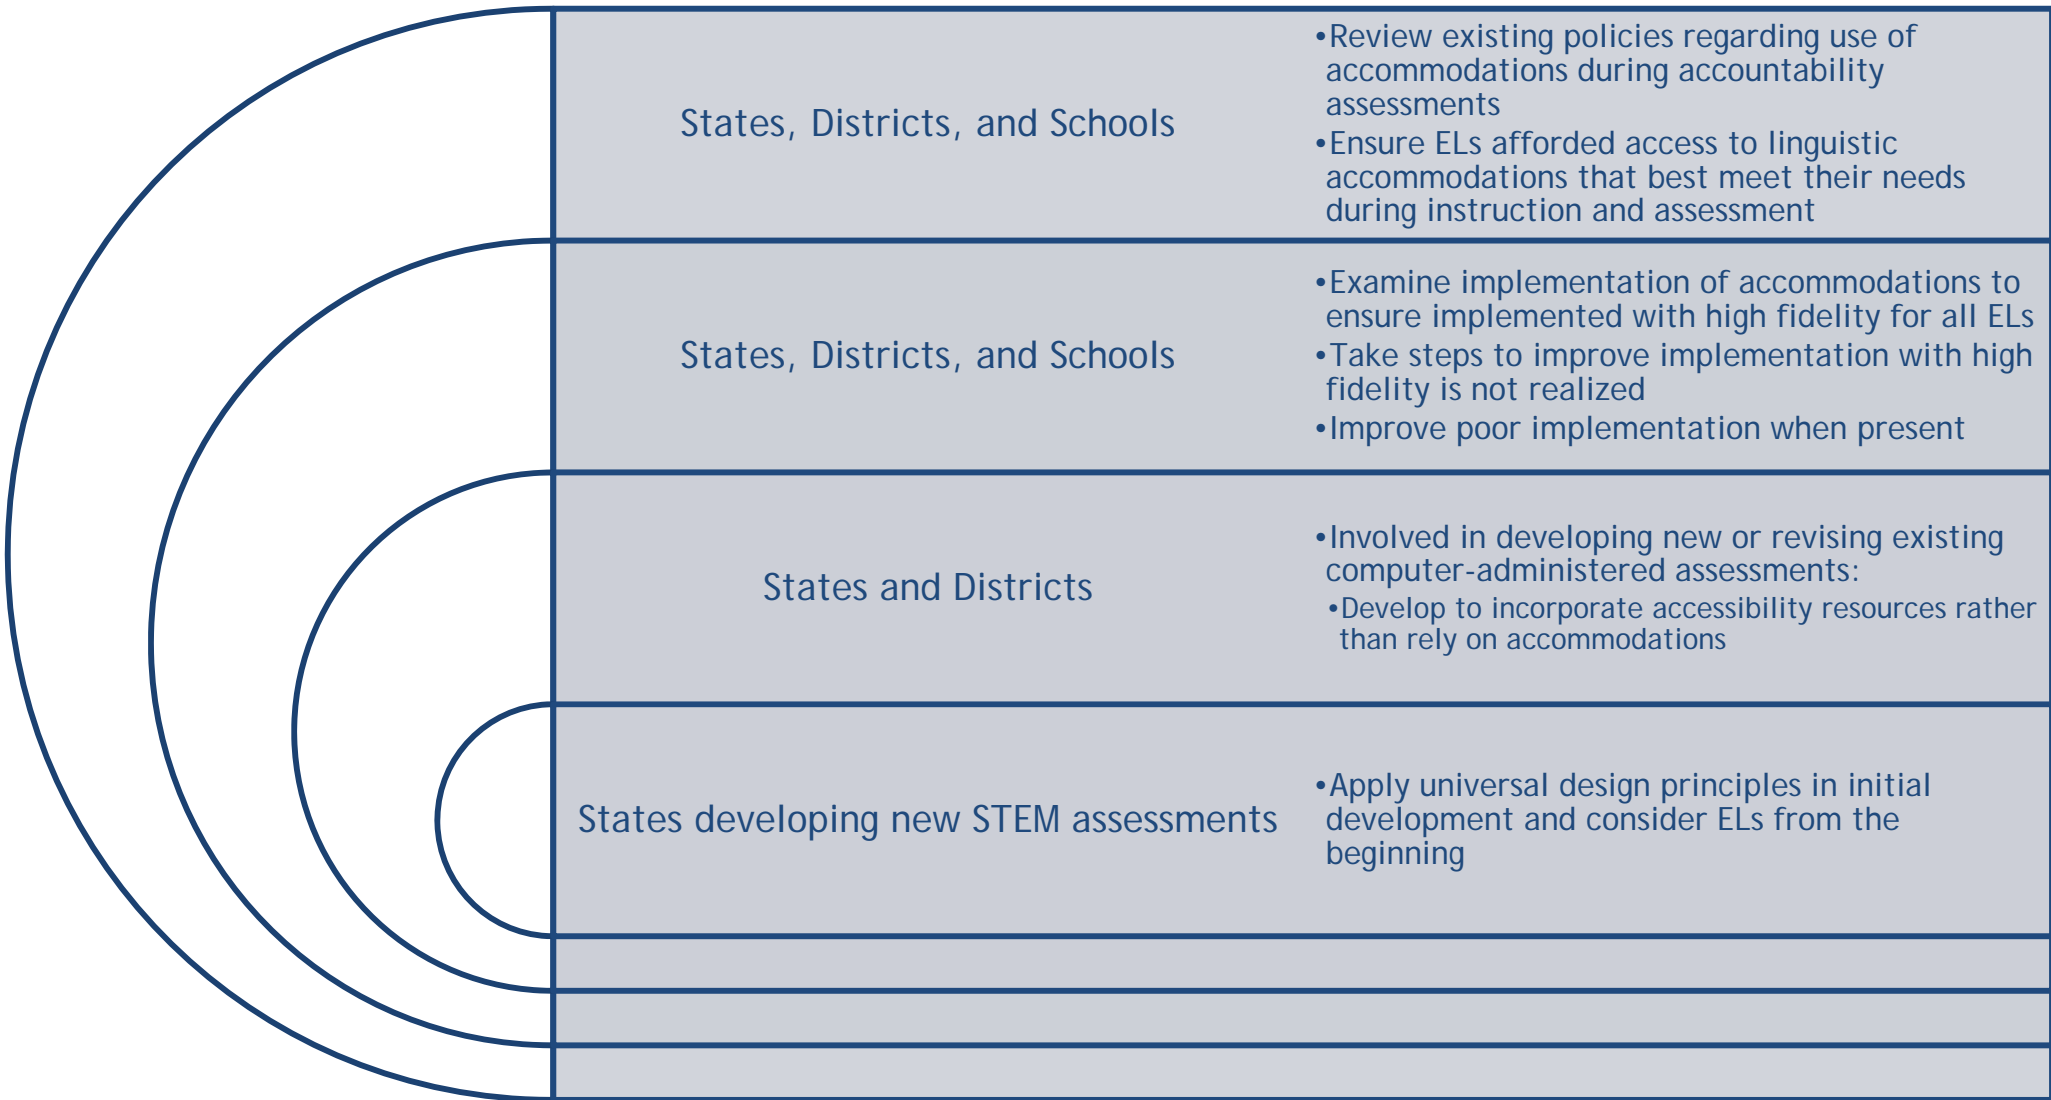 States, Districts, and Schools
•Review existing policies regarding use of
accommodations during accountability
assessments
•Ensure ELs afforded access to linguistic
accommodations that best meet their needs
during instruction and assessment
States, Districts, and Schools
•Examine implementation of accommodations to
ensure implemented with high fidelity for all ELs
•Take steps to improve implementation with high
fidelity is not realized
•Improve poor implementation when present
States and Districts
•Involved in developing new or revising existing
computer-administered assessments:
•Develop to incorporate accessibility resources rather
than rely on accommodations
States developing new STEM assessments
•Apply universal design principles in initial
development and consider ELs from the
beginning